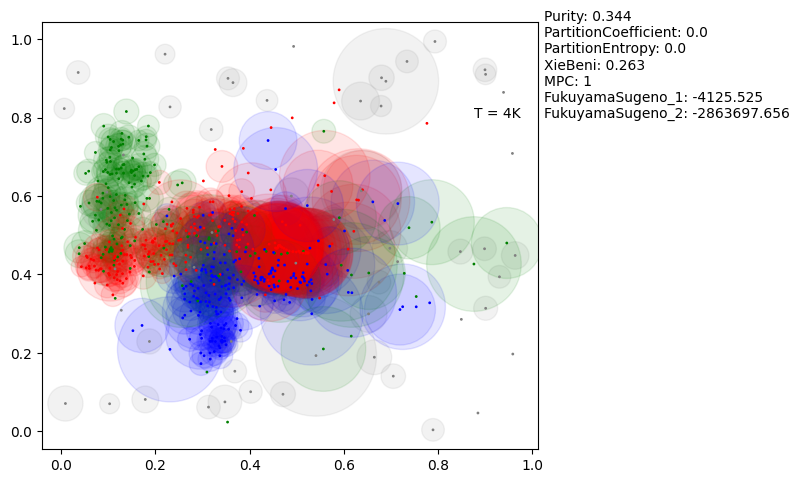 Purity: 0.344
PartitionCoefficient: 0.0
PartitionEntropy: 0.0
XieBeni: 0.263
MPC: 1
FukuyamaSugeno_1: -4125.525
FukuyamaSugeno_2: -2863697.656
T = 4K
1.0
0.8
0.6
0.4
0.2
0.0
0.0 0.2 0.4 0.6 0.8 1.0